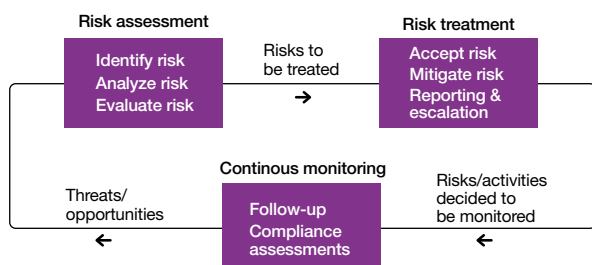 Risk assessment
Identify risk
Analyze risk
Evaluate risk
Risks to
be treated
Risk treatment
Accept risk
Mitigate risk
Reporting &
escalation
Continous monitoring
Follow-up
Compliance
assessments
Risks/activities
decided to
be monitored
Threats/
opportunities